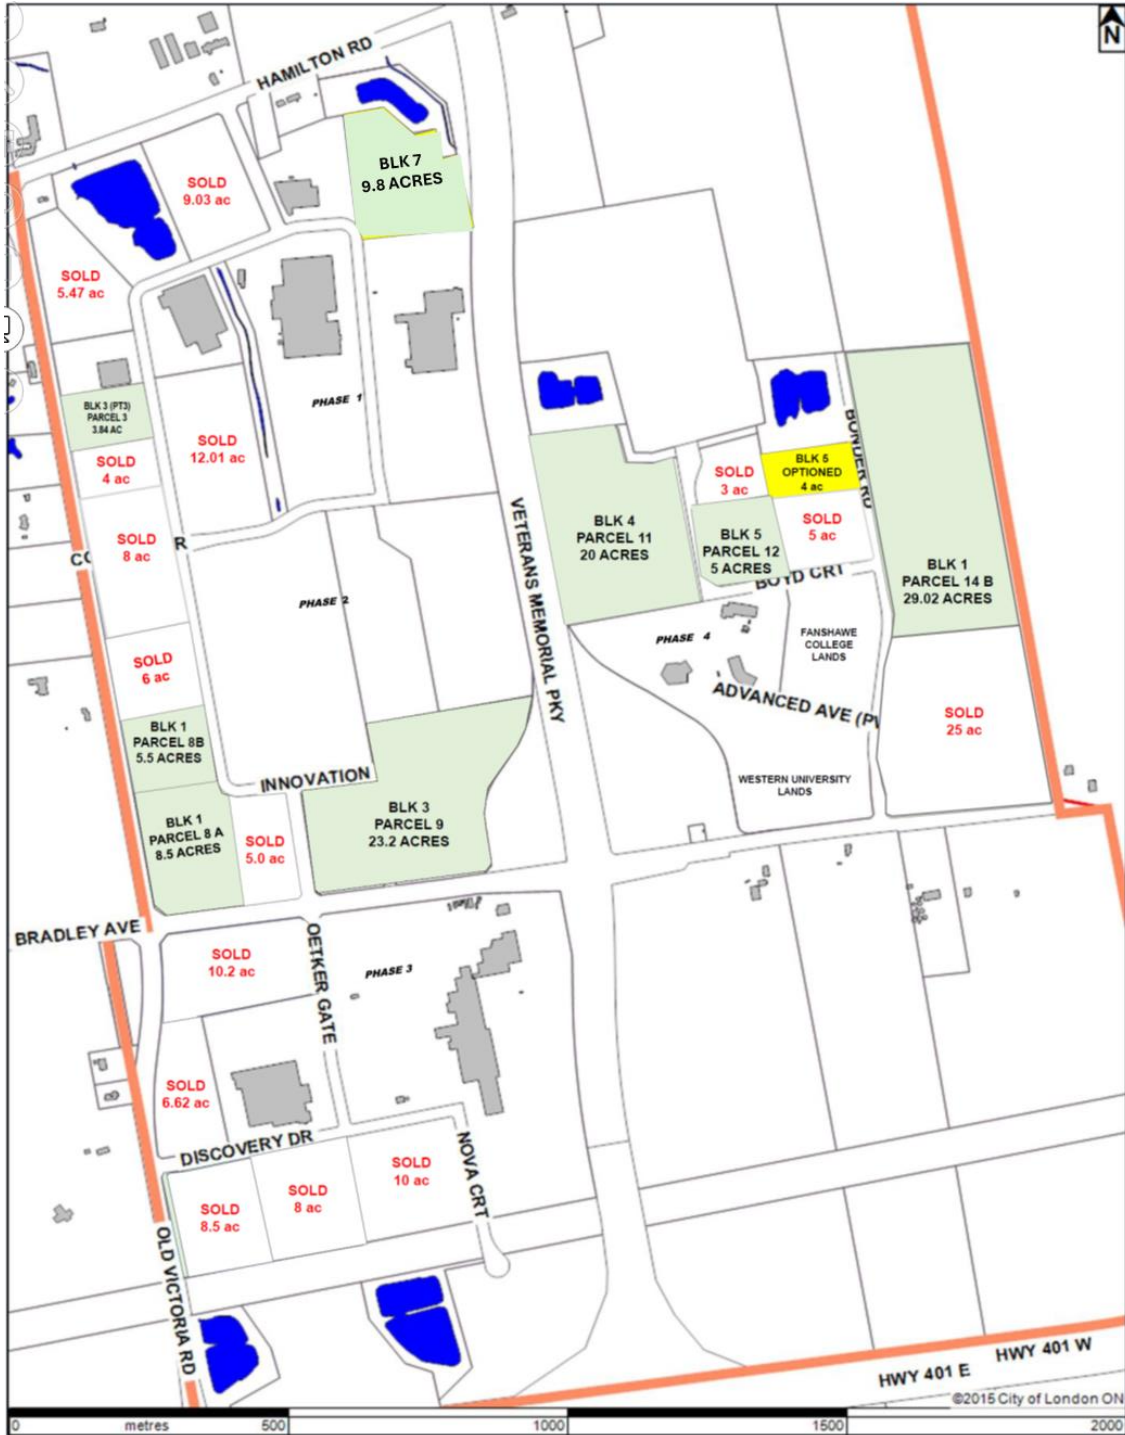 N
HAMILTON RD
BLK 7
9.8 ACRES
SOLD
9.03 ac
SOLD
5.47 ac
PHASE 1
BLK 3 (PT3)
PARCEL 3
3.84 AC
SOLD
12.01 ac
SOLD
4 ac
SOLD
8 ac
R
PHASE 2
SOLD
6 ac
BLK 1
PARCEL 8B
5.5 ACRES
INNOVATION
BLK 1
PARCEL 8 A
8.5 ACRES
SOLD
5.0 ac
BLK 3
PARCEL 9
23.2 ACRES
VETERANS MEMORIAL PKY
BLK 4
PARCEL 11
20 ACRES
SOLD
3 ac
BLK 5
OPTIONED
4 ac
BONDER RD
BLK 5
PARCEL 12
5 ACRES
SOLD
5 ac
BOYD CRT
BLK 1
PARCEL 14 B
29.02 ACRES
PHASE 4
FANSHAWE
COLLEGE
LANDS
ADVANCED AVE (PV
SOLD
25 ac
WESTERN UNIVERSITY
LANDS
BRADLEY AVE
SOLD
10.2 ac
OETKER GATE
PHASE 3
SOLD
6.62 ac
DISCOVERY DR
SOLD
8.5 ac
SOLD
8 ac
SOLD
10 ac
NOVA CRT
OLD VICTORIA RD
HWY 401 E
HWY 401 W
©2015 City of London ON
0 metres 500 1000 1500 2000